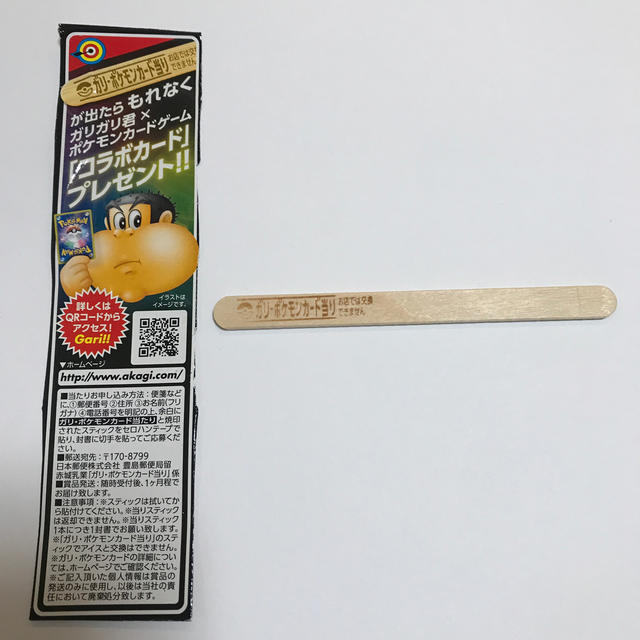 ガリ・ポケモンカード当り お店では交換
できません
が出たら もれなく
ガリガリ君×
ポケモンカードゲーム
「コラボカード」
プレゼント!!
イラストは
イメージです。
詳しくは
QRコードから
アクセス!
Gari!!
▼ホームページ
http://www.akagi.com/
■当たりお申し込み方法:便箋など
に、①郵便番号 ②住所 ③お名前(フリ
ガナ) ④電話番号を明記の上、余白に
ガリ・ポケモンカード当たり と焼印
されたスティックをセロハンテープで
貼り、封書に切手を貼ってご応募くだ
さい。
■郵送宛先:〒170-8799
日本郵便株式会社 豊島郵便局留
赤城乳業「ガリ・ポケモンカード当り」係
■賞品発送:随時受付後、1ヶ月程で
お届け致します。
■注意事項:※スティックは拭いてか
ら貼付けてください。※当りスティック
は返却できません。※当りスティック
1本につき1封書でお願い致します。
※「ガリ・ポケモンカード当り」のスティ
ックでアイスと交換はできません。
※ガリ・ポケモンカードの詳細につい
ては、ホームページでご確認ください。
※ご記入頂いた個人情報は賞品の
発送のみに使用し、以後は当社の責
任において廃棄処分致します。
ガリ・ポケモンカード当り お店では交換
できません